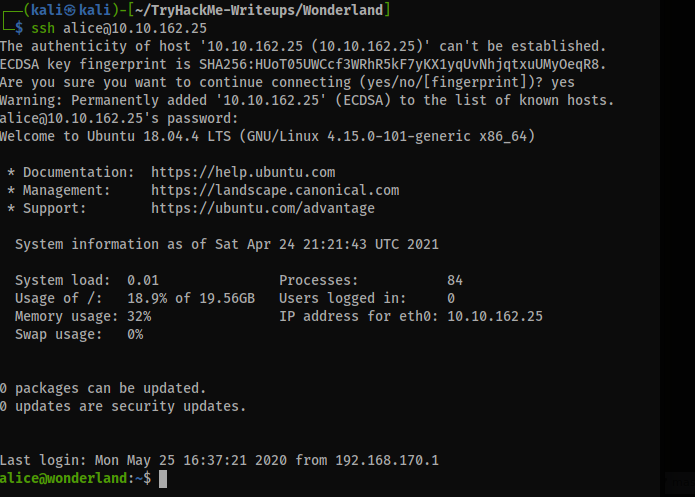 (kali㉿kali)-[~/TryHackMe-Writeups/Wonderland]
$ ssh alice@10.10.162.25
The authenticity of host '10.10.162.25 (10.10.162.25)' can't be established.
ECDSA key fingerprint is SHA256:HUoT05UWCcf3WRhR5kF7yKX1yqUvNhjqtxuUMyOeqR8.
Are you sure you want to continue connecting (yes/no/[fingerprint])? yes
Warning: Permanently added '10.10.162.25' (ECDSA) to the list of known hosts.
alice@10.10.162.25's password:
Welcome to Ubuntu 18.04.4 LTS (GNU/Linux 4.15.0-101-generic x86_64)
* Documentation: https://help.ubuntu.com
* Management: https://landscape.canonical.com
* Support: https://ubuntu.com/advantage
System information as of Sat Apr 24 21:21:43 UTC 2021
System load: 0.01 Processes: 84
Usage of /: 18.9% of 19.56GB Users logged in: 0
Memory usage: 32% IP address for eth0: 10.10.162.25
Swap usage: 0%
0 packages can be updated.
0 updates are security updates.
Last login: Mon May 25 16:37:21 2020 from 192.168.170.1
alice@wonderland:~$